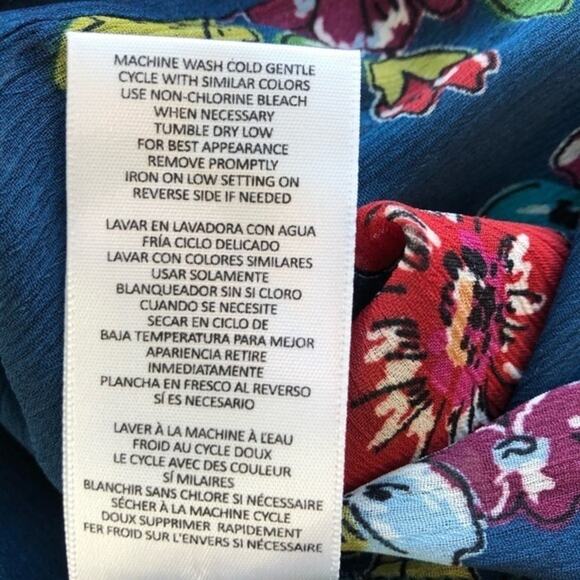 MACHINE WASH COLD GENTLE
CYCLE WITH SIMILAR COLORS
USE NON-CHLORINE BLEACH
WHEN NECESSARY
TUMBLE DRY LOW
FOR BEST APPEARANCE
REMOVE PROMPTLY
IRON ON LOW SETTING ON
REVERSE SIDE IF NEEDED
LAVAR EN LAVADORA CON AGUA
FRÍA CICLO DELICADO
LAVAR CON COLORES SIMILARES
USAR SOLAMENTE
BLANQUEADOR SIN SI CLORO
CUANDO SE NECESITE
SECAR EN CICLO DE
BAJA TEMPERATURA PARA MEJOR
APARIENCIA RETIRE
INMEDIATAMENTE
PLANCHA EN FRESCO AL REVERSO
SÍ ES NECESARIO
LAVER À LA MACHINE À L'EAU
FROID AU CYCLE DOUX
LE CYCLE AVEC DES COULEUR
SÍ MILAIRES
BLANCHIR SANS CHLORE SI NÉCESSAIRE
SÉCHER À LA MACHINE CYCLE
DOUX SUPPRIMER RAPIDEMENT
FER FROID SUR L'ENVERS SI NÉCESSAIRE